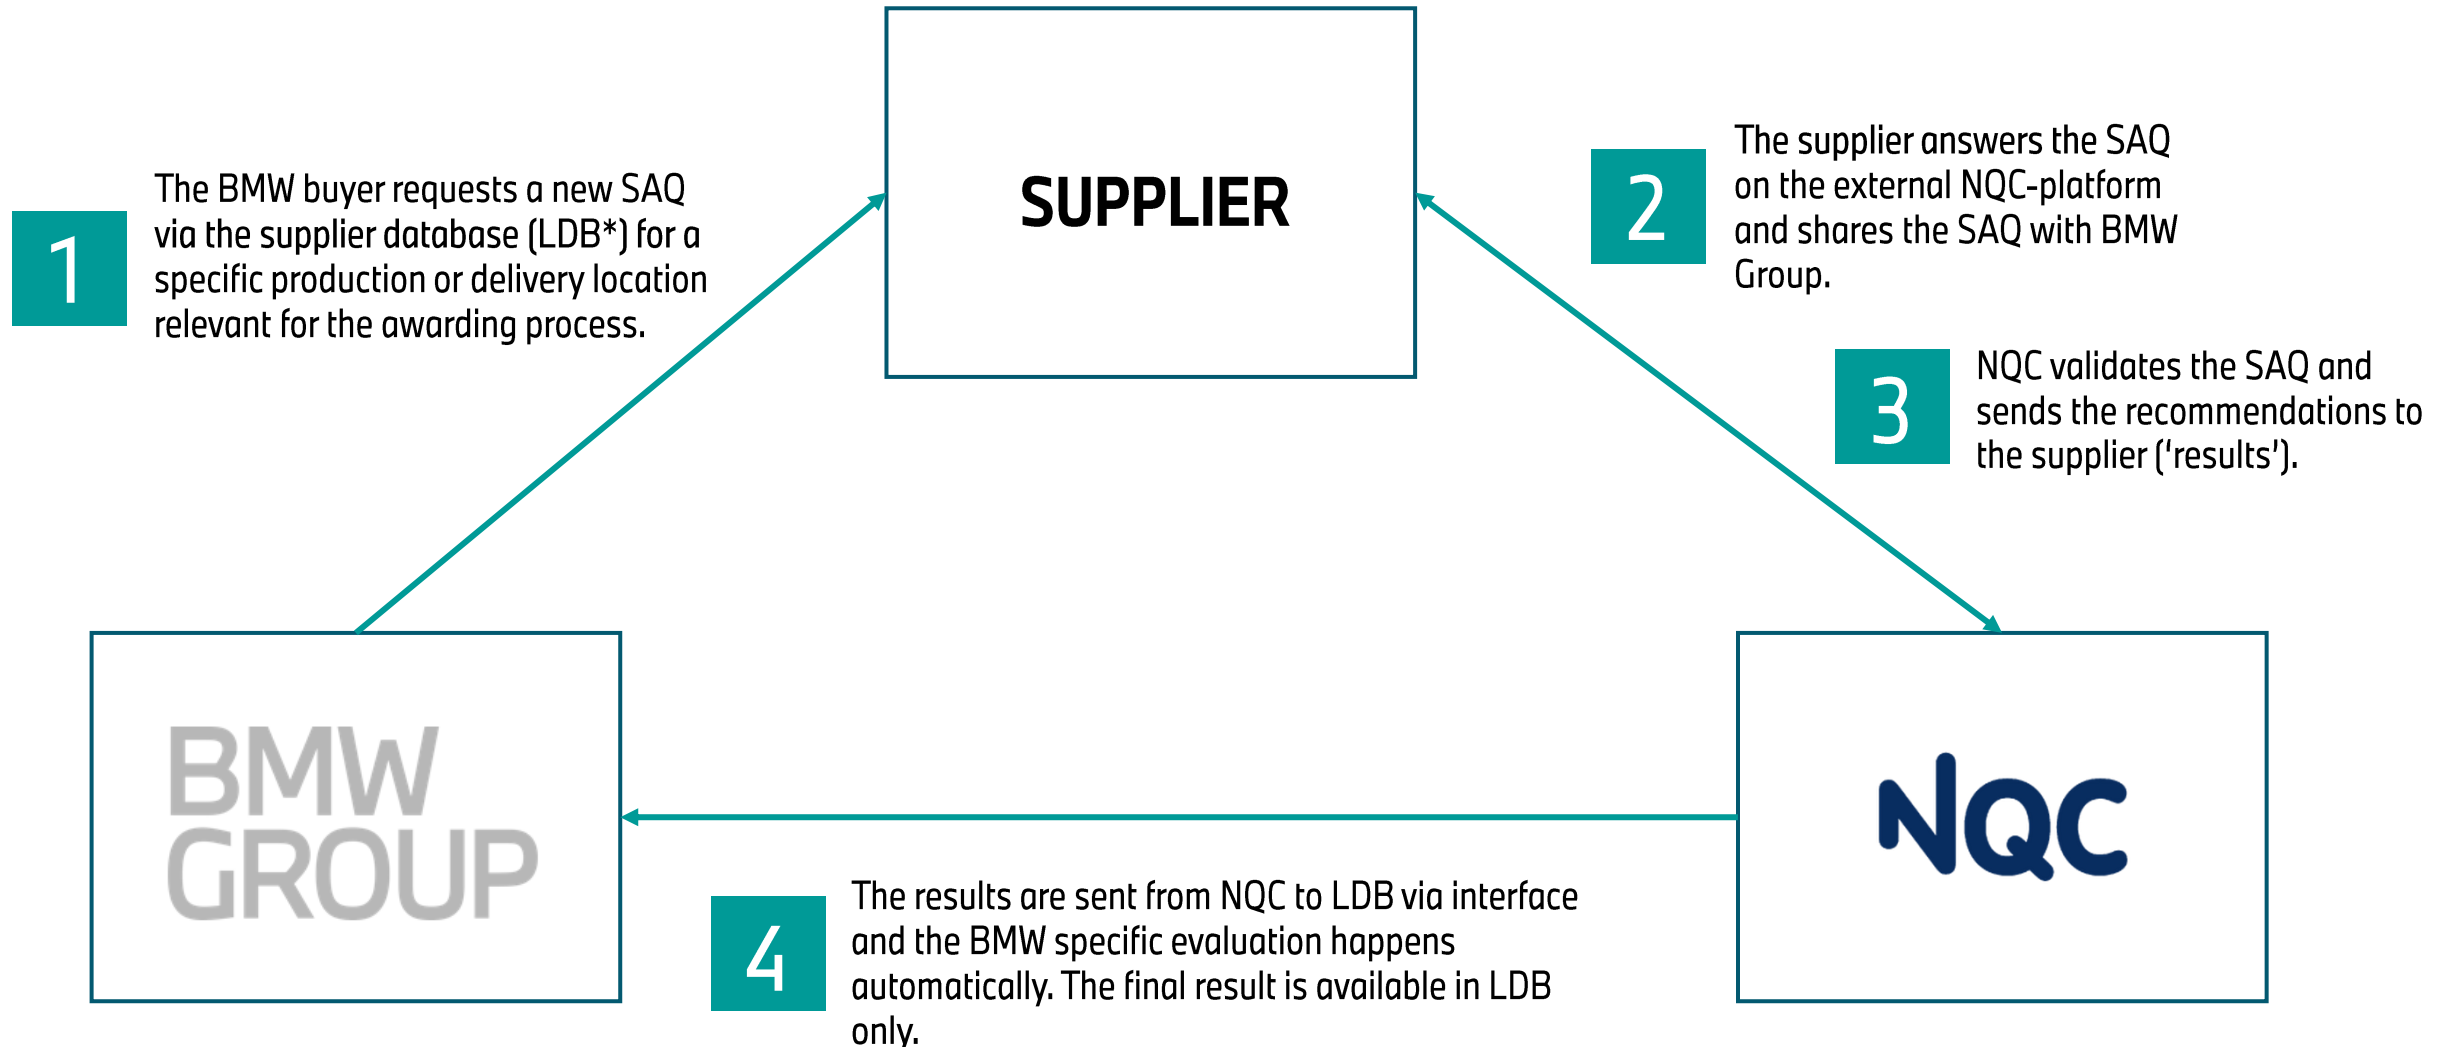 SUPPLIER
1
The BMW buyer requests a new SAQ
via the supplier database (LDB*) for a
specific production or delivery location
relevant for the awarding process.
2
The supplier answers the SAQ
on the external NQC-platform
and shares the SAQ with BMW
Group.
3
NQC validates the SAQ and
sends the recommendations to
the supplier (‘results’).
BMW
GROUP
NQC
4
The results are sent from NQC to LDB via interface
and the BMW specific evaluation happens
automatically. The final result is available in LDB
only.